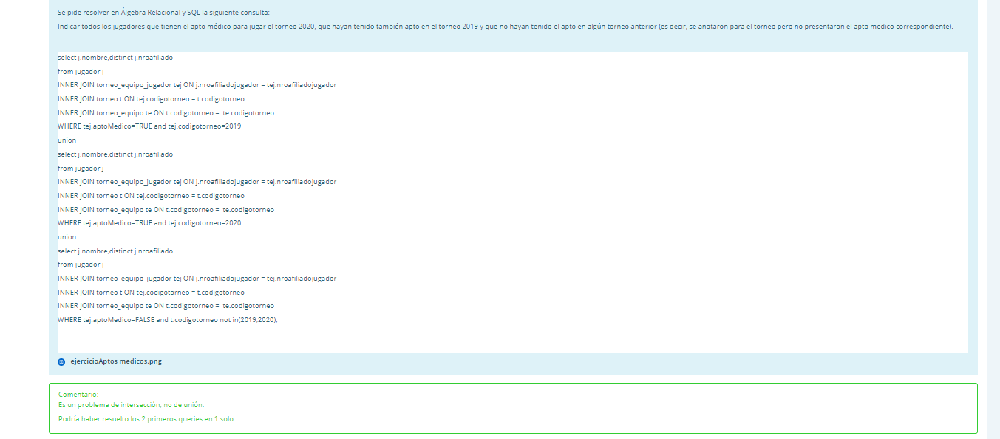 Se pide resolver en Álgebra Relacional y SQL la siguiente consulta:
Indicar todos los jugadores que tienen el apto médico para jugar el torneo 2020, que hayan tenido también apto en el torneo 2019 y que no hayan tenido el apto en algún torneo anterior (es decir, se anotaron para el torneo pero no presentaron el apto medico correspondiente).
select j.nombre,distinct j.nroafiliado
from jugador j
INNER JOIN torneo_equipo_jugador tej ON j.nroafiliadojugador = tej.nroafiliadojugador
INNER JOIN torneo t ON tej.codigotorneo = t.codigotorneo
INNER JOIN torneo_equipo te ON t.codigotorneo =  te.codigotorneo
WHERE tej.aptoMedico=TRUE and tej.codigotorneo=2019
union
select j.nombre,distinct j.nroafiliado
from jugador j
INNER JOIN torneo_equipo_jugador tej ON j.nroafiliadojugador = tej.nroafiliadojugador
INNER JOIN torneo t ON tej.codigotorneo = t.codigotorneo
INNER JOIN torneo_equipo te ON t.codigotorneo =  te.codigotorneo
WHERE tej.aptoMedico=TRUE and tej.codigotorneo=2020
union
select j.nombre,distinct j.nroafiliado
from jugador j
INNER JOIN torneo_equipo_jugador tej ON j.nroafiliadojugador = tej.nroafiliadojugador
INNER JOIN torneo t ON tej.codigotorneo = t.codigotorneo
INNER JOIN torneo_equipo te ON t.codigotorneo =  te.codigotorneo
WHERE tej.aptoMedico=FALSE and t.codigotorneo not in(2019,2020);
ejercicioAptos medicos.png
Comentario:
Es un problema de intersección, no de unión.
Podría haber resuelto los 2 primeros queries en 1 solo.